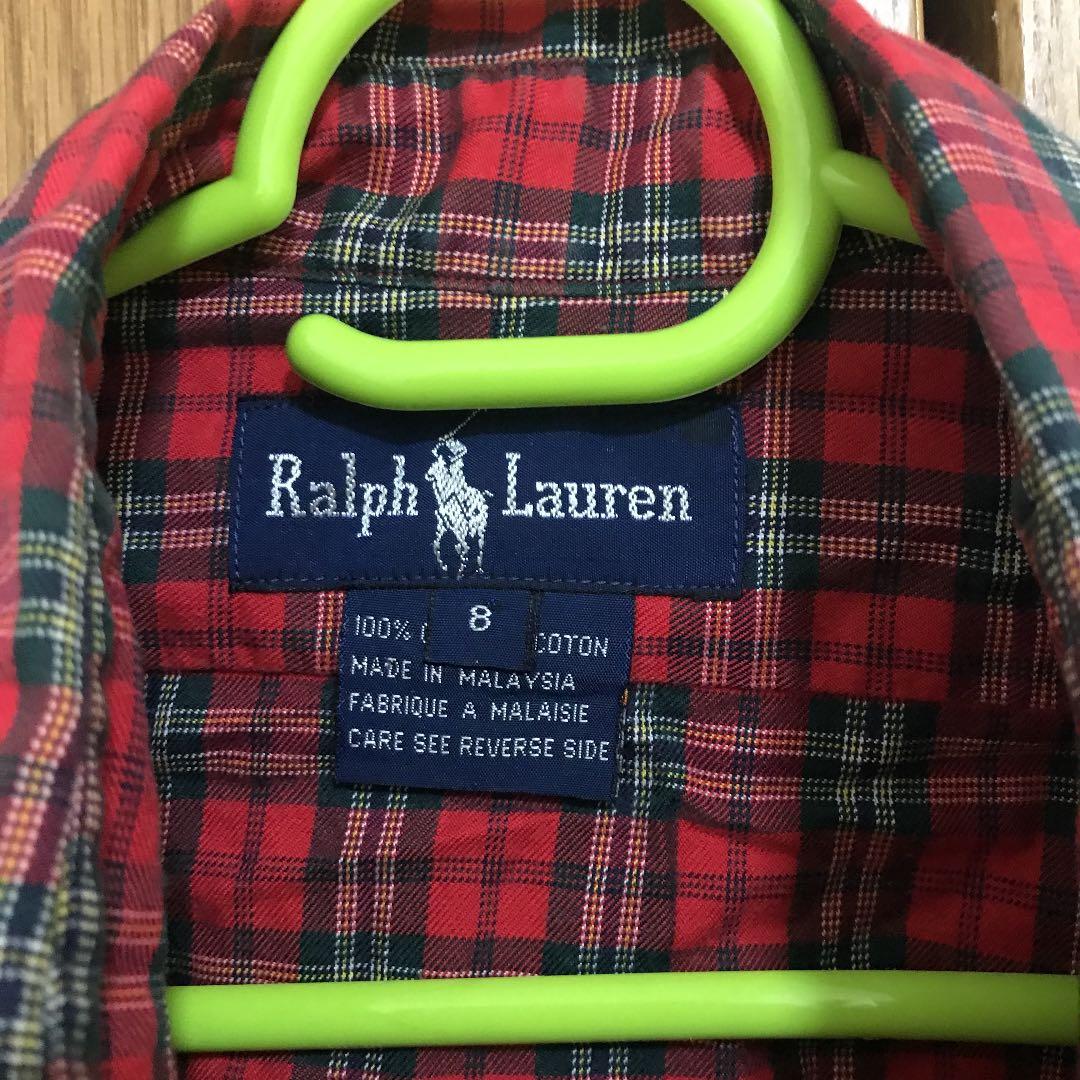 Ralph Lauren
8
100% COTON
MADE IN MALAYSIA
FABRIQUE A MALAISIE
CARE SEE REVERSE SIDE